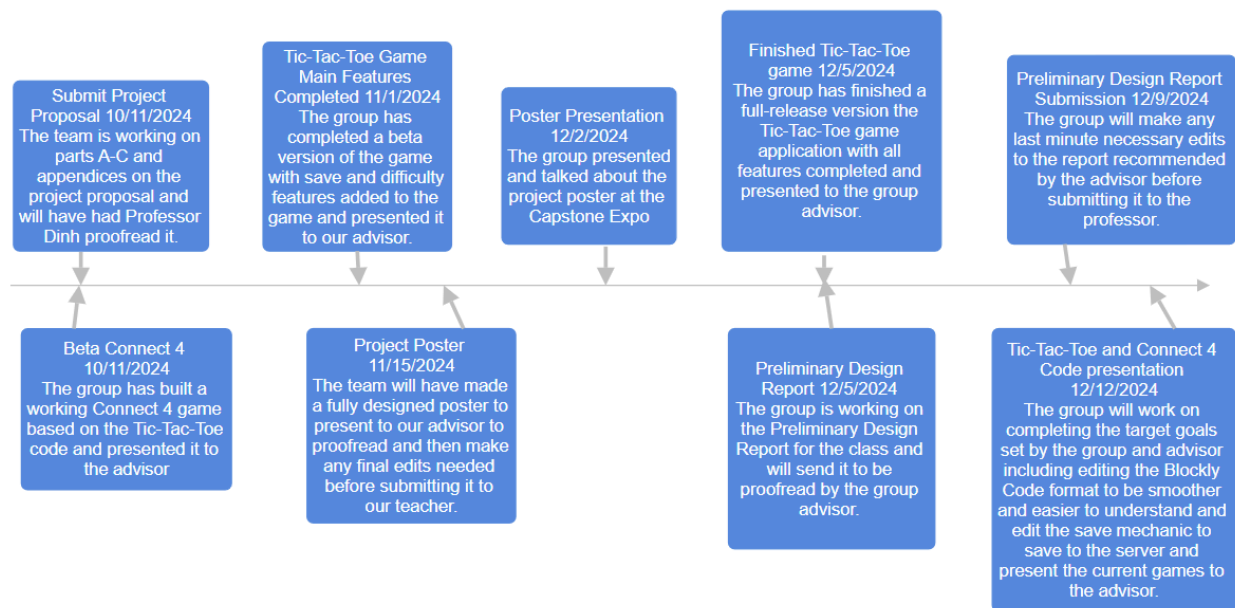 Submit Project
Proposal 10/11/2024
The team is working on
parts A-C and
appendices on the
project proposal and
will have had Professor
Dinh proofread it.
Tic-Tac-Toe Game
Main Features
Completed 11/1/2024
The group has
completed a beta
version of the game
with save and difficulty
features added to the
game and presented it
to our advisor.
Poster Presentation
12/2/2024
The group presented
and talked about the
project poster at the
Capstone Expo
Finished Tic-Tac-Toe
game 12/5/2024
The group has finished a
full-release version the
Tic-Tac-Toe game
application with all
features completed and
presented to the group
advisor.
Preliminary Design Report
Submission 12/9/2024
The group will make any
last minute necessary edits
to the report recommended
by the advisor before
submitting it to the
professor.
Beta Connect 4
10/11/2024
The group has built a
working Connect 4 game
based on the Tic-Tac-Toe
code and presented it to
the advisor
Project Poster
11/15/2024
The team will have made
a fully designed poster to
present to our advisor to
proofread and then make
any final edits needed
before submitting it to
our teacher.
Preliminary Design
Report 12/5/2024
The group is working on
the Preliminary Design
Report for the class and
will send it to be
proofread by the group
advisor.
Tic-Tac-Toe and Connect 4
Code presentation
12/12/2024
The group will work on
completing the target goals
set by the group and advisor
including editing the Blockly
Code format to be smoother
and easier to understand and
edit the save mechanic to
save to the server and
present the current games to
the advisor.